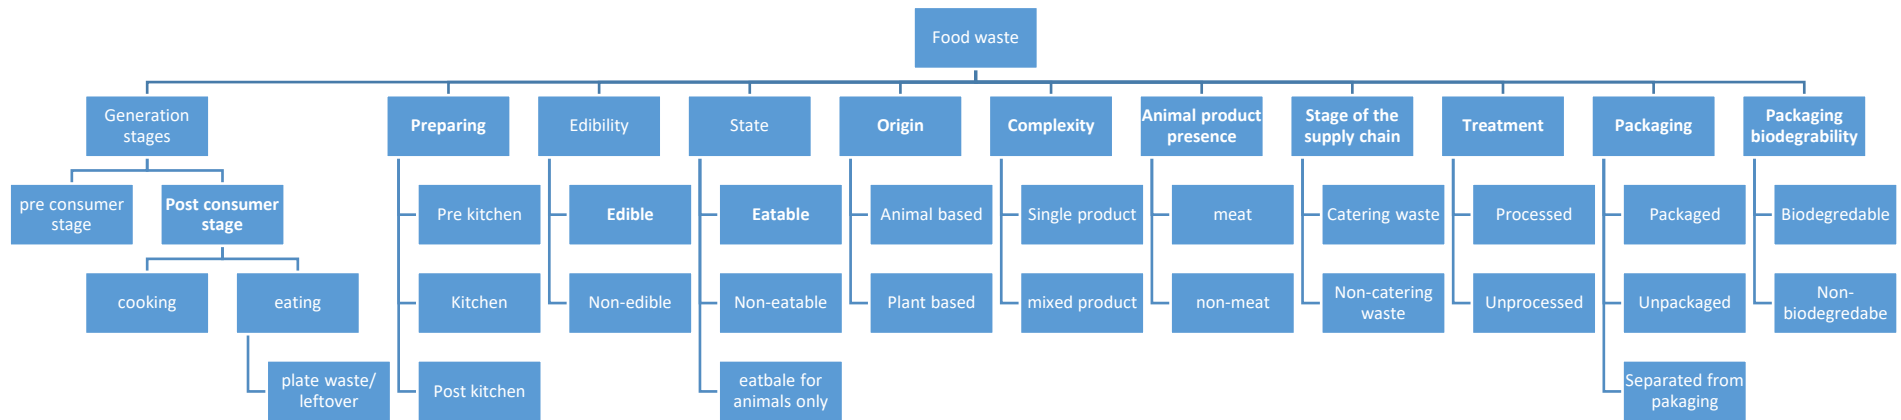 Food waste
Generation
stages
Preparing
Edibility
State
Origin
Complexity
Animal product
presence
Stage of the
supply chain
Treatment
Packaging
Packaging
biodegrability
pre consumer
stage
Post consumer
stage
Pre kitchen
Edible
Eatable
Animal based
Single product
meat
Catering waste
Processed
Packaged
Biodegredable
cooking
eating
Kitchen
Non-edible
Non-eatable
Plant based
mixed product
non-meat
Non-catering
waste
Unprocessed
Unpackaged
Non-
biodegredabe
plate waste/
leftover
Post kitchen
eatbale for
animals only
Separated from
pakaging